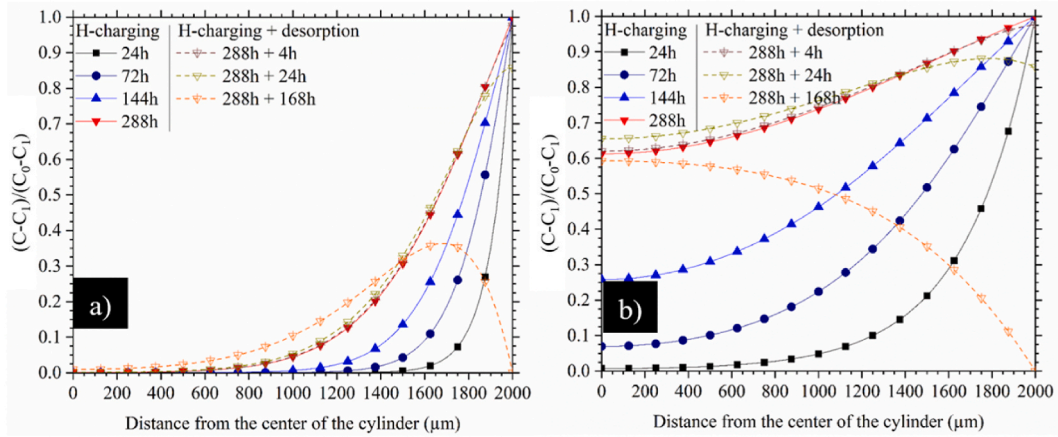 H-charging
24h
72h
144h
288h
H-charging + desorption
288h + 4h
288h + 24h
288h + 168h
1.0
0.9
0.8
0.7
0.6
0.5
0.4
0.3
0.2
0.1
0.0
(C-C₁)/(C₀-C₁)
a)
0 200 400 600 800 1000 1200 1400 1600 1800 2000
Distance from the center of the cylinder (µm)
H-charging
24h
72h
144h
288h
H-charging + desorption
288h + 4h
288h + 24h
288h + 168h
1.0
0.9
0.8
0.7
0.6
0.5
0.4
0.3
0.2
0.1
0.0
(C-C₁)/(C₀-C₁)
b)
0 200 400 600 800 1000 1200 1400 1600 1800 2000
Distance from the center of the cylinder (µm)